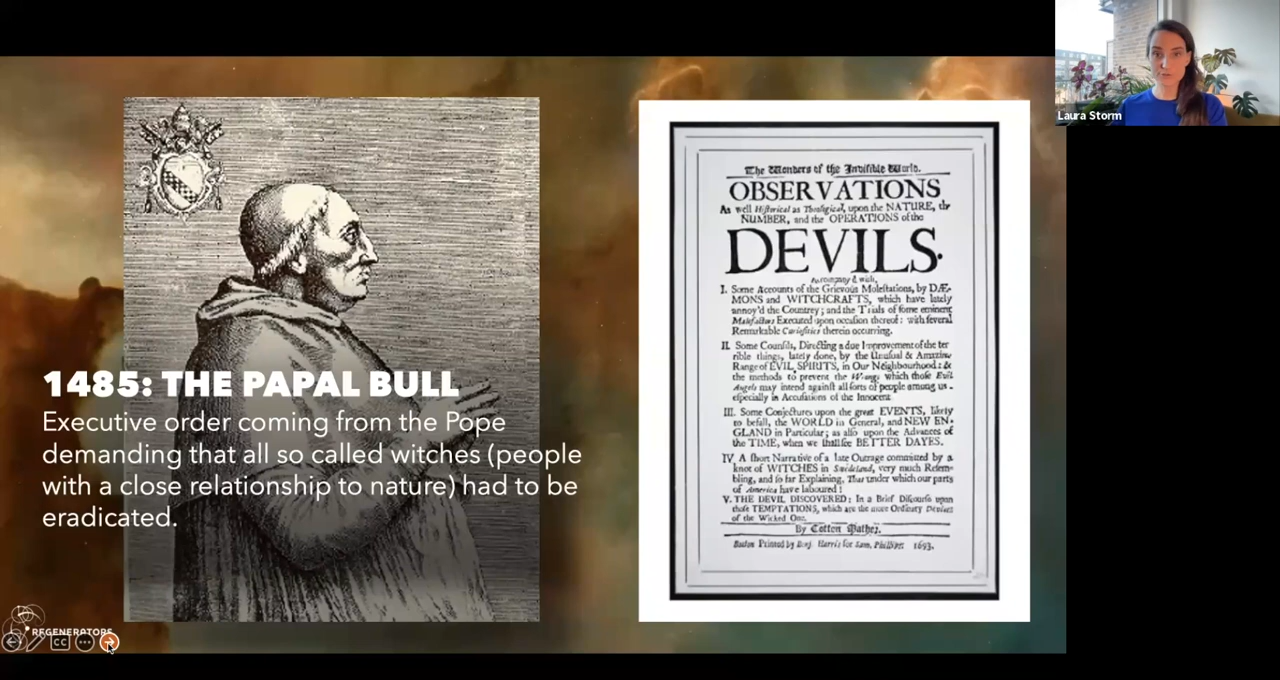 Laura Storm
1485: THE PAPAL BULL
Executive order coming from the Pope
demanding that all so called witches (people
with a close relationship to nature) had to be
eradicated.
The Wonders of the Invisible World.
OBSERVATIONS
As well Historical as Theological, upon the NATURE, the
NUMBER, and the OPERATIONS of the
DEVILS.
Accompany'd with,
I. Some Accounts of the Grievous Molestations, by DÆ-
MONS and WITCHCRAFTS, which have lately
annoy'd the Countrey; and the Trials of some eminent
Malefactors Executed upon occasion thereof: with several
Remarkable Curiosities therein occurring.
II. Some Counsils, Directing a due Improvement of the ter
rible things, lately done, by the Unusual & Amazing
Range of EVIL SPIRITS, in Our Neighbourhood: &
the methods to prevent the Wrongs which those Evil
Angels may intend against all sorts of people among us.
especially in Accusations of the Innocent
III. Some Conjectures upon the great EVENTS, likely
to befall, the WORLD in General, and NEW EN-
GLAND in Particular; as also upon the Advances of
the TIME, when we shall see BETTER DAYES.
IV A short Narrative of a late Outrage committed by a
knot of WITCHES in Swedeland, very much Resem-
bling, and so far Explaining, That under which our parts
of America have laboured!
V. THE DEVIL DISCOVERED: In a Brief Discourse upon
those TEMPTATIONS, which are the more Ordinary Devices
of the Wicked One.
By Cotton Mather.
Boston Printed by Benj. Harris for Sam. Phillips. 1693.
REGENERATORS
CC